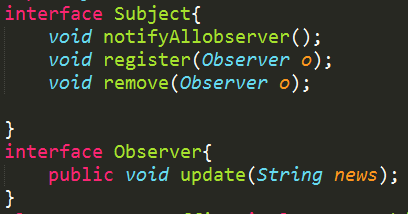 interface Subject{
    void notifyAllobserver();
    void register(Observer o);
    void remove(Observer o);
}
interface Observer{
    public void update(String news);
}